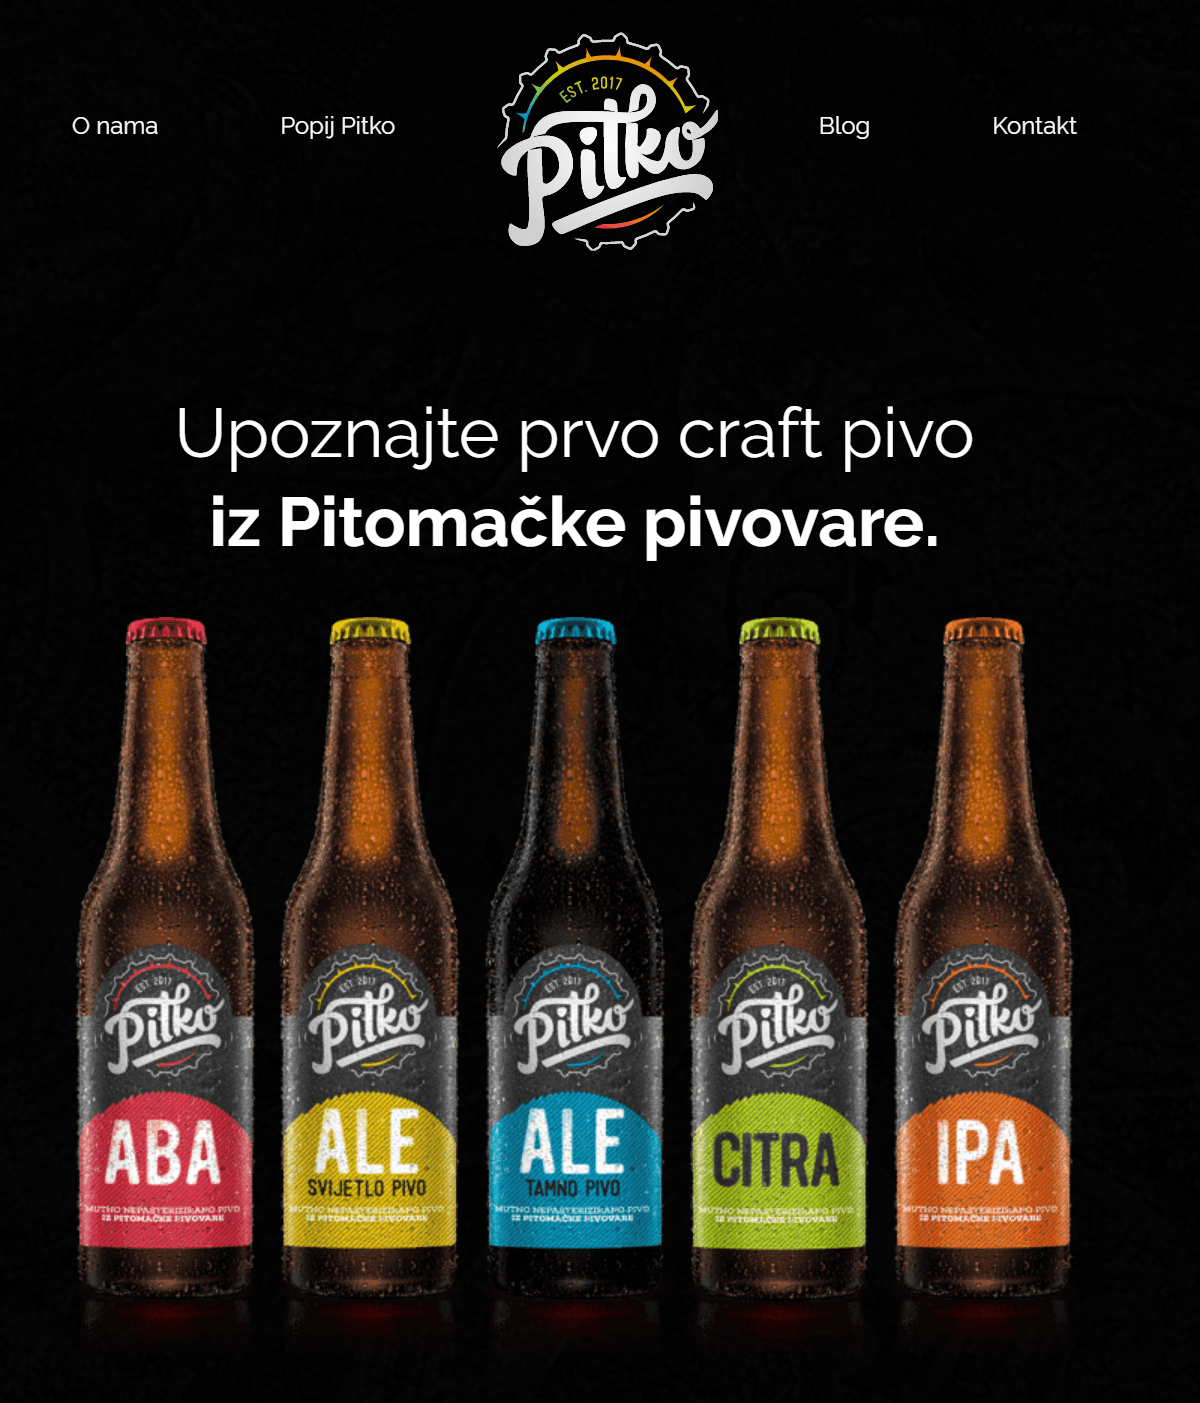 O nama
Popij Pitko
EST. 2017
Pitko
Blog
Kontakt
Upoznajte prvo craft pivo
iz Pitomačke pivovare.
EST. 2017
Pitko
ABA
MUTNO NEPASTERIZIRANO PIVO
IZ PITOMAČKE PIVOVARE
EST. 2017
Pitko
ALE
SVIJETLO PIVO
MUTNO NEPASTERIZIRANO PIVO
IZ PITOMAČKE PIVOVARE
EST. 2017
Pitko
ALE
TAMNO PIVO
MUTNO NEPASTERIZIRANO PIVO
IZ PITOMAČKE PIVOVARE
EST. 2017
Pitko
CITRA
MUTNO NEPASTERIZIRANO PIVO
IZ PITOMAČKE PIVOVARE
EST. 2017
Pitko
IPA
MUTNO NEPASTERIZIRANO PIVO
IZ PITOMAČKE PIVOVARE